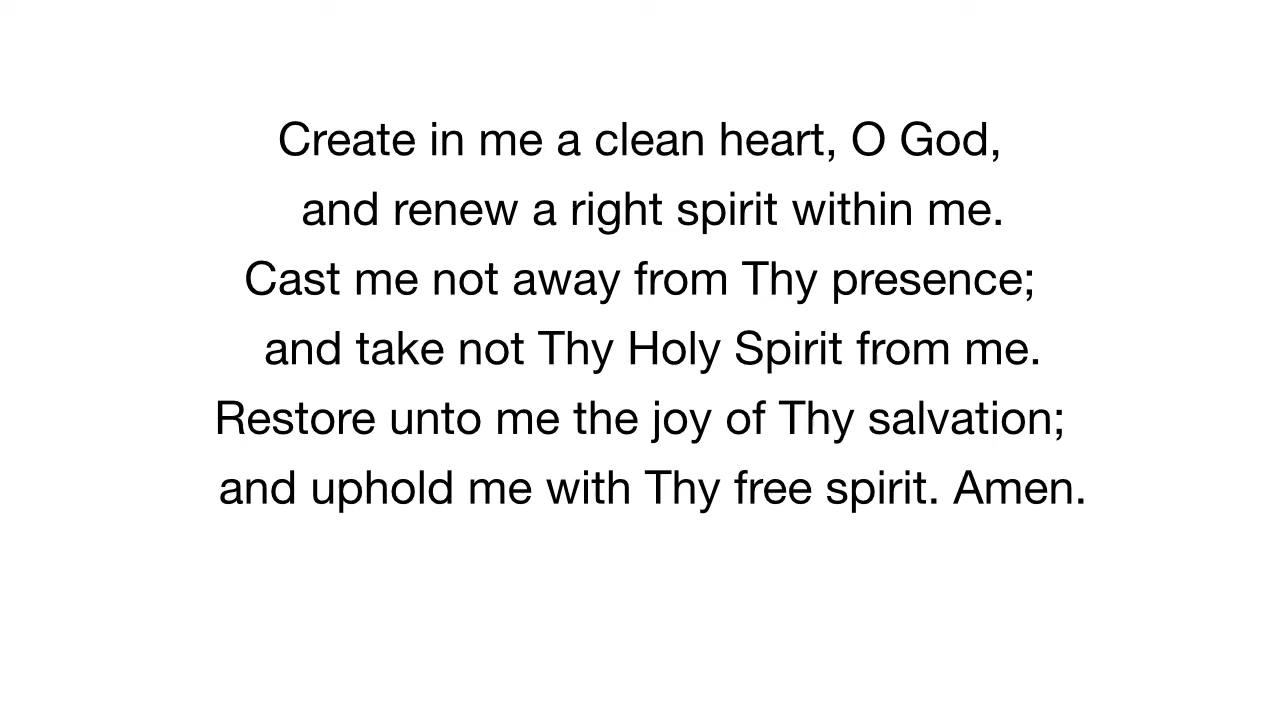 Create in me a clean heart, O God,
and renew a right spirit within me.
Cast me not away from Thy presence;
and take not Thy Holy Spirit from me.
Restore unto me the joy of Thy salvation;
and uphold me with Thy free spirit. Amen.